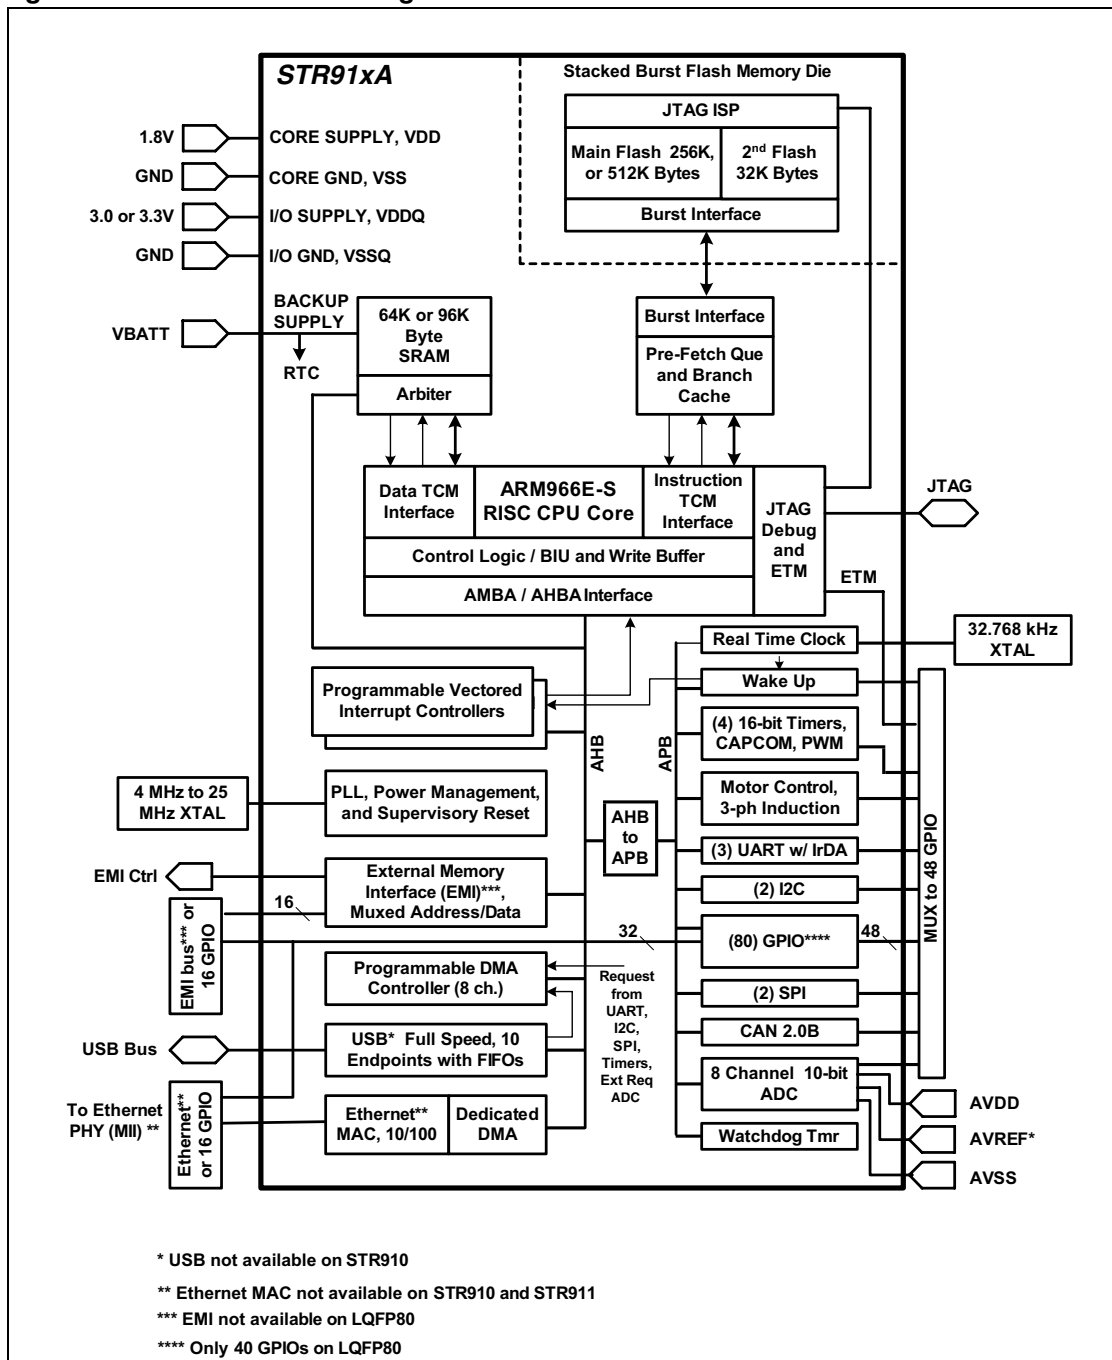 STR91xA
Stacked Burst Flash Memory Die
JTAG ISP
Main Flash 256K,
or 512K Bytes
2nd Flash
32K Bytes
Burst Interface
1.8V
CORE SUPPLY, VDD
GND
CORE GND, VSS
3.0 or 3.3V
I/O SUPPLY, VDDQ
GND
I/O GND, VSSQ
BACKUP
SUPPLY
VBATT
RTC
64K or 96K
Byte
SRAM
Arbiter
Burst Interface
Pre-Fetch Que
and Branch
Cache
Data TCM
Interface
ARM966E-S
RISC CPU Core
Instruction
TCM
Interface
JTAG
Debug
and
ETM
Control Logic / BIU and Write Buffer
AMBA / AHBA Interface
JTAG
ETM
Real Time Clock
32.768 kHz
XTAL
Wake Up
Programmable Vectored
Interrupt Controllers
AHB
APB
(4) 16-bit Timers,
CAPCOM, PWM
4 MHz to 25
MHz XTAL
PLL, Power Management,
and Supervisory Reset
Motor Control,
3-ph Induction
AHB
to
APB
(3) UART w/ IrDA
MUX to 48 GPIO
EMI Ctrl
External Memory
Interface (EMI)***,
Muxed Address/Data
16
(2) I2C
EMI bus*** or
16 GPIO
32
(80) GPIO****
48
Programmable DMA
Controller (8 ch.)
Request
from
UART,
I2C,
SPI,
Timers,
Ext Req
ADC
(2) SPI
USB Bus
USB* Full Speed, 10
Endpoints with FIFOs
CAN 2.0B
8 Channel 10-bit
ADC
To Ethernet
PHY (MII) **
Ethernet**
or 16 GPIO
Ethernet**
MAC, 10/100
Dedicated
DMA
Watchdog Tmr
AVDD
AVREF*
AVSS
* USB not available on STR910
** Ethernet MAC not available on STR910 and STR911
*** EMI not available on LQFP80
**** Only 40 GPIOs on LQFP80